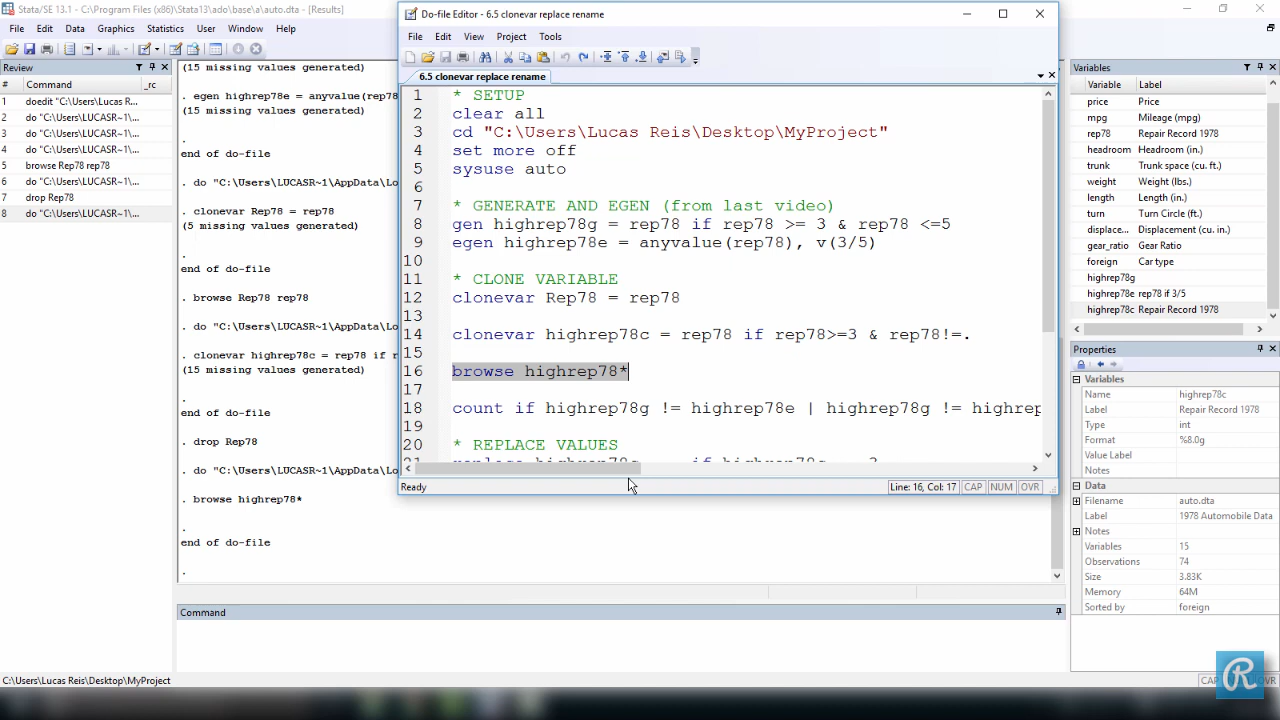 Stata/SE 13.1 - C:\Program Files (x86)\Stata13\ado\base\a\auto.dta - [Results]
File Edit Data Graphics Statistics User Window Help
Review
# Command _rc
1 doedit "C:\Users\Lucas R...
2 do "C:\Users\LUCASR~1\...
3 do "C:\Users\LUCASR~1\...
4 do "C:\Users\LUCASR~1\...
5 browse Rep78 rep78
6 do "C:\Users\LUCASR~1\...
7 drop Rep78
8 do "C:\Users\LUCASR~1\...
(15 missing values generated)
. egen highrep78e = anyvalue(rep78
(15 missing values generated)
.
end of do-file
. do "C:\Users\LUCASR~1\AppData\Lo
. clonevar Rep78 = rep78
(5 missing values generated)
.
end of do-file
. browse Rep78 rep78
. do "C:\Users\LUCASR~1\AppData\Lo
. clonevar highrep78c = rep78 if r
(15 missing values generated)
.
end of do-file
. drop Rep78
. do "C:\Users\LUCASR~1\AppData\Lo
. browse highrep78*
.
end of do-file
.
Command
Do-file Editor - 6.5 clonevar replace rename
File Edit View Project Tools
6.5 clonevar replace rename
1 * SETUP
2 clear all
3 cd "C:\Users\Lucas Reis\Desktop\MyProject"
4 set more off
5 sysuse auto
6
7 * GENERATE AND EGEN (from last video)
8 gen highrep78g = rep78 if rep78 >= 3 & rep78 <=5
9 egen highrep78e = anyvalue(rep78), v(3/5)
10
11 * CLONE VARIABLE
12 clonevar Rep78 = rep78
13
14 clonevar highrep78c = rep78 if rep78>=3 & rep78!=.
15
16 browse highrep78*
17
18 count if highrep78g != highrep78e | highrep78g != highrep
19
20 * REPLACE VALUES
Ready
Line: 16, Col: 17 CAP NUM OVR
Variables
Variable Label
price Price
mpg Mileage (mpg)
rep78 Repair Record 1978
headroom Headroom (in.)
trunk Trunk space (cu. ft.)
weight Weight (lbs.)
length Length (in.)
turn Turn Circle (ft.)
displace... Displacement (cu. in.)
gear_ratio Gear Ratio
foreign Car type
highrep78g
highrep78e rep78 if 3/5
highrep78c Repair Record 1978
Properties
Variables
Name highrep78c
Label Repair Record 1978
Type int
Format %8.0g
Value Label
Notes
Data
Filename auto.dta
Label 1978 Automobile Data
Notes
Variables 15
Observations 74
Size 3.83K
Memory 64M
Sorted by foreign
C:\Users\Lucas Reis\Desktop\MyProject
R